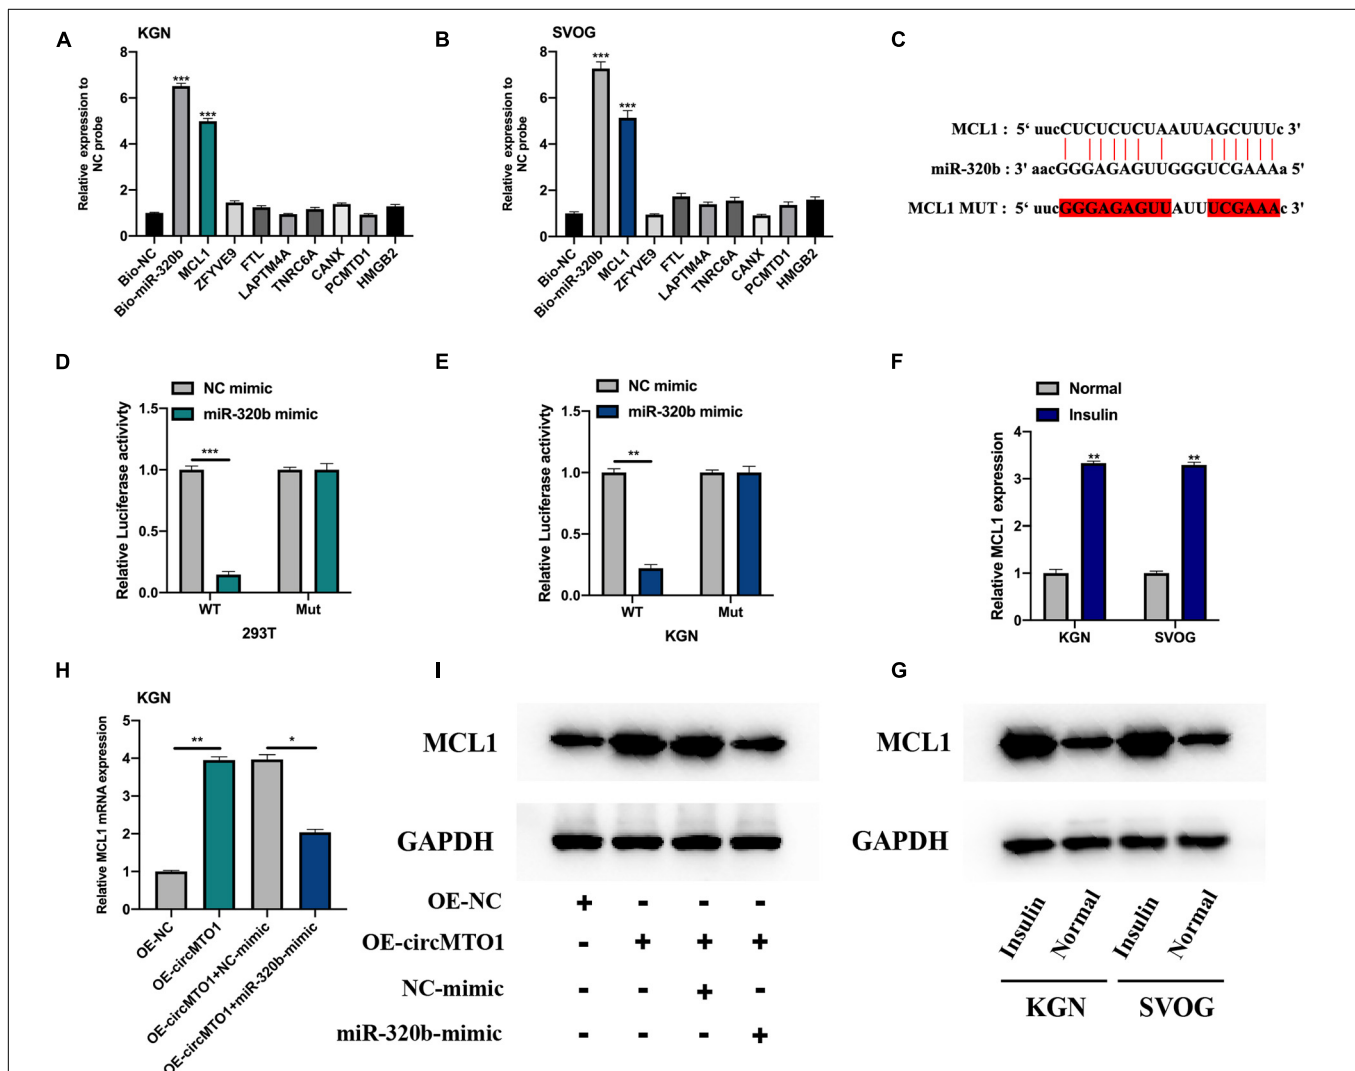 A
KGN
Relative expression to
NC probe
8
6
4
2
0
***
***
Bio-NC
Bio-miR-320b
MCL1
ZFYVE9
FTL
LAPTM4A
TNRC6A
CANX
PCMTD1
HMGB2
B
SVOG
Relative expression to
NC probe
8
6
4
2
0
***
***
Bio-NC
Bio-miR-320b
MCL1
ZFYVE9
FTL
LAPTM4A
TNRC6A
CANX
PCMTD1
HMGB2
C
MCL1 : 5‘ uucCUCUCUCUAAUUAGCUUUc 3'
miR-320b : 3' aacGGGAGAGUUGGGUCGAAAa 5'
MCL1 MUT : 5' uucGGGAGAGUUAUUUCGAAAc 3'
D
NC mimic
miR-320b mimic
Relative Luciferase activivty
1.5
1.0
0.5
0.0
***
WT
Mut
293T
E
NC mimic
miR-320b mimic
Relative Luciferase activivty
1.5
1.0
0.5
0.0
**
WT
Mut
KGN
F
Normal
Insulin
Relative MCL1 expression
4
3
2
1
0
**
**
KGN
SVOG
H
KGN
Relative MCL1 mRNA expression
5
4
3
2
1
0
**
*
OE-NC
OE-circMTO1
OE-circMTO1+NC-mimic
OE-circMTO1+miR-320b-mimic
I
MCL1
GAPDH
OE-NC + - - -
OE-circMTO1 - + + +
NC-mimic - - + -
miR-320b-mimic - - - +
G
MCL1
GAPDH
Insulin Normal Insulin Normal
KGN SVOG